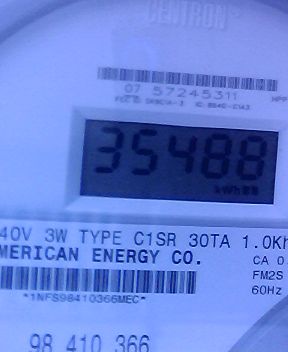 CENTRON
07 57245311
35488
kWh
40V 3W TYPE C1SR 30TA 1.0Kh
MERICAN ENERGY CO.
CA 0.
FM2S
*1NFS98410366MEC*
60Hz
98 410 366